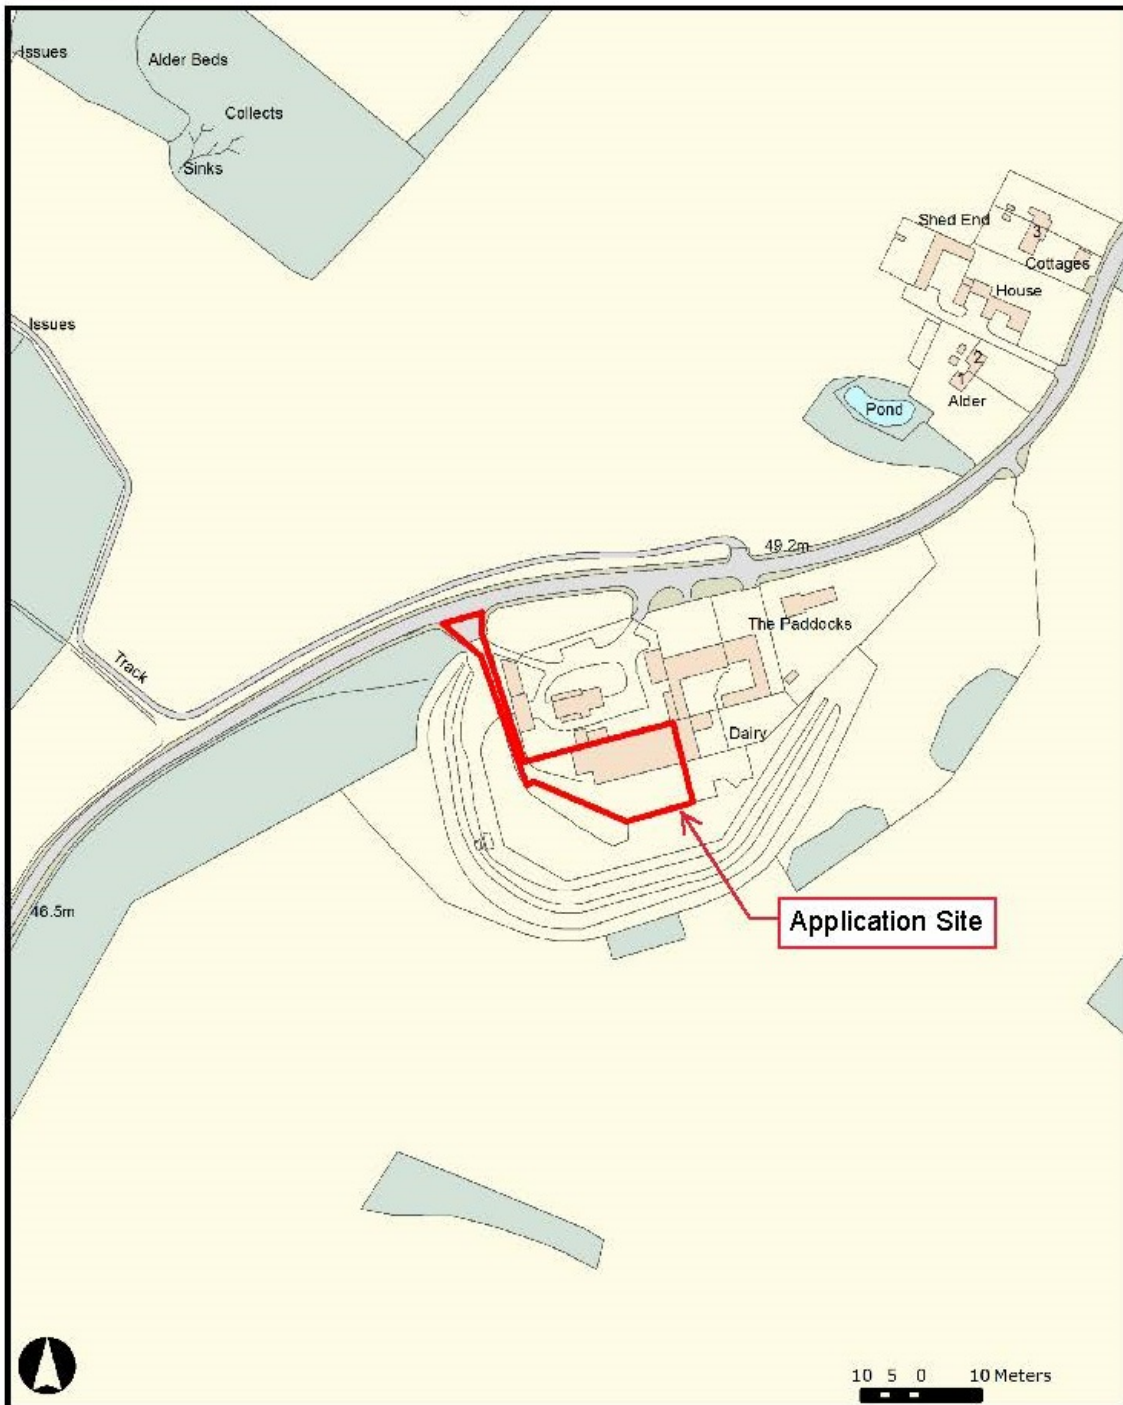 Issues
Alder Beds
Collects
Sinks
Shed End
3
Cottages
House
Issues
2
1
Alder
Pond
49.2m
The Paddocks
Track
Dairy
46.5m
Application Site
10 5 0 10 Meters